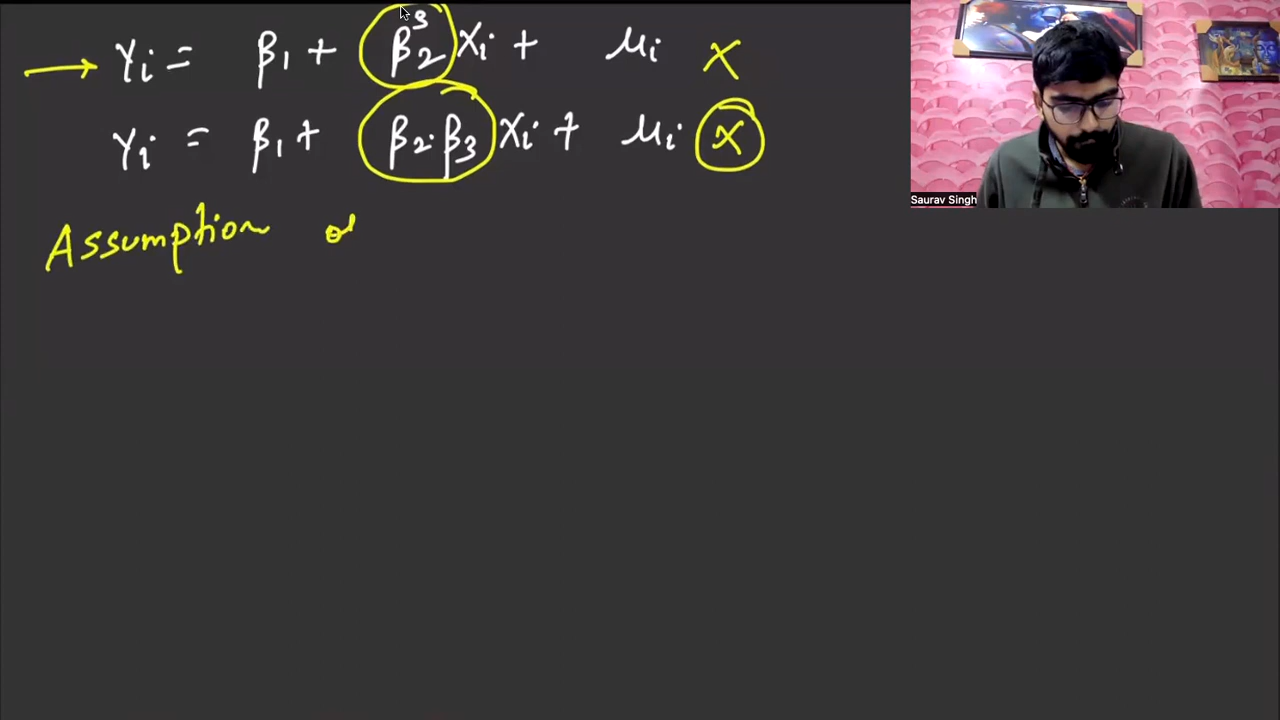 Yi = β1 + β2³ Xi + μi X
Yi = β1 + β2·β3 Xi + μi X
Assumption of
Saurav Singh